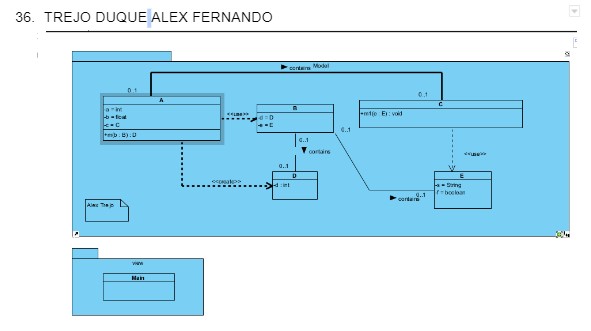 36. TREJO DUQUE ALEX FERNANDO
Model
contains
0..1
0..1
A
-a = int
-b = float
-c = C
+m(b : B) : D
<<use>>
B
-d = D
-e = E
C
+m1(e : E) : void
0..1
0..1
contains
<<use>>
0..1
<<create>>
D
-d : int
E
-s = String
f = boolean
0..1
contains
Alex Trejo
view
Main